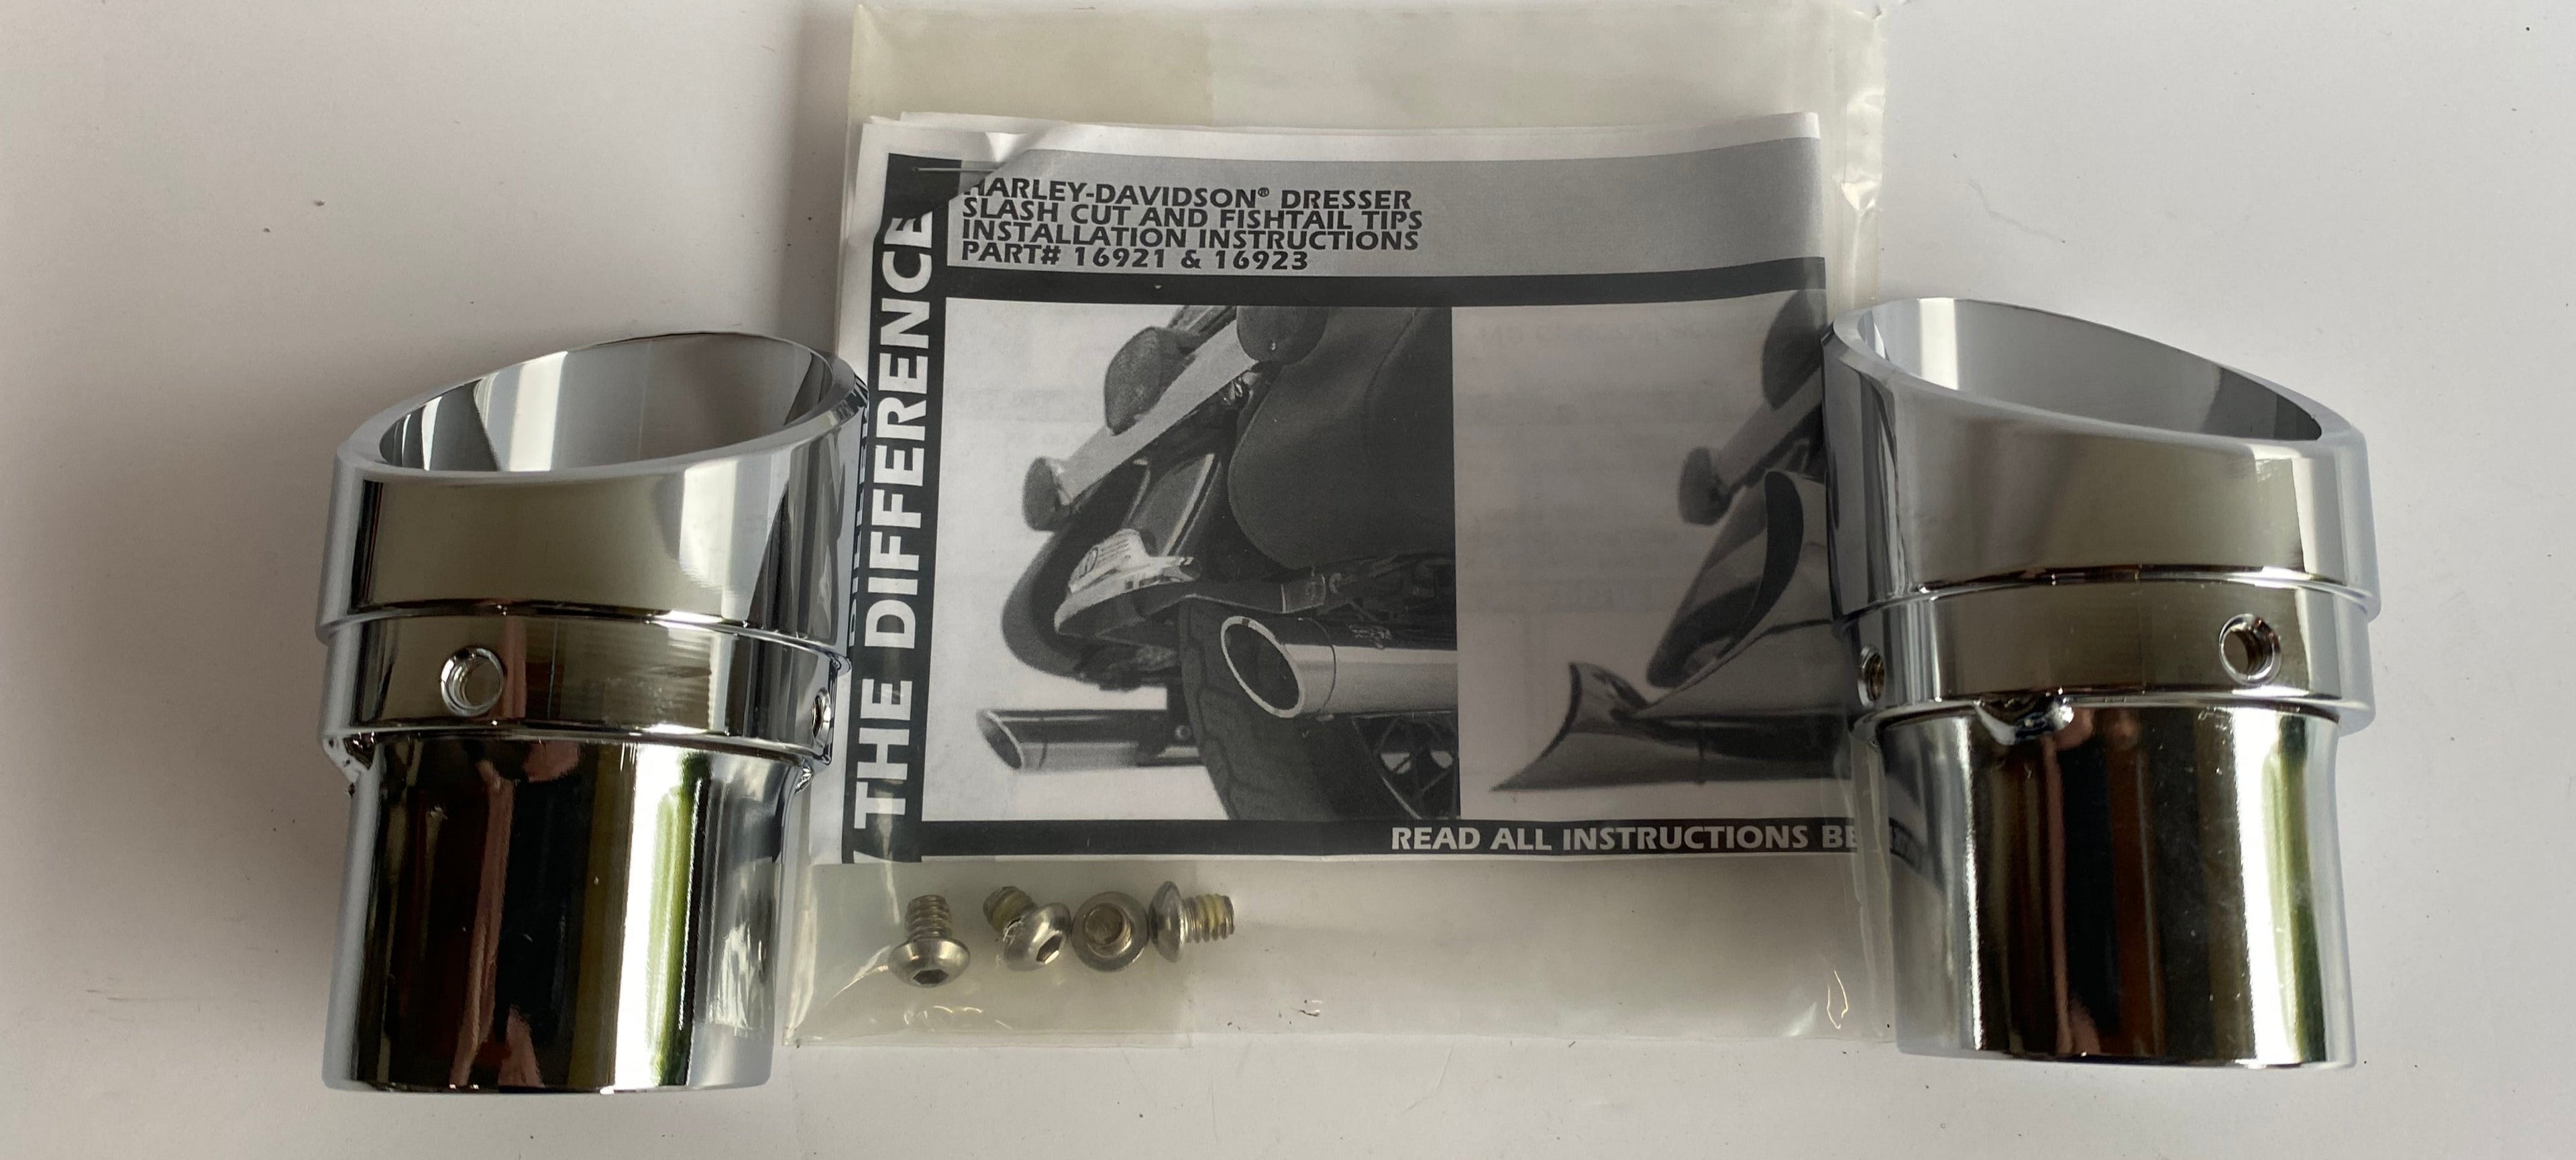 HARLEY-DAVIDSON® DRESSER
SLASH CUT AND FISHTAIL TIPS
INSTALLATION INSTRUCTIONS
PART# 16921 & 16923
THE DIFFERENCE
READ ALL INSTRUCTIONS BE